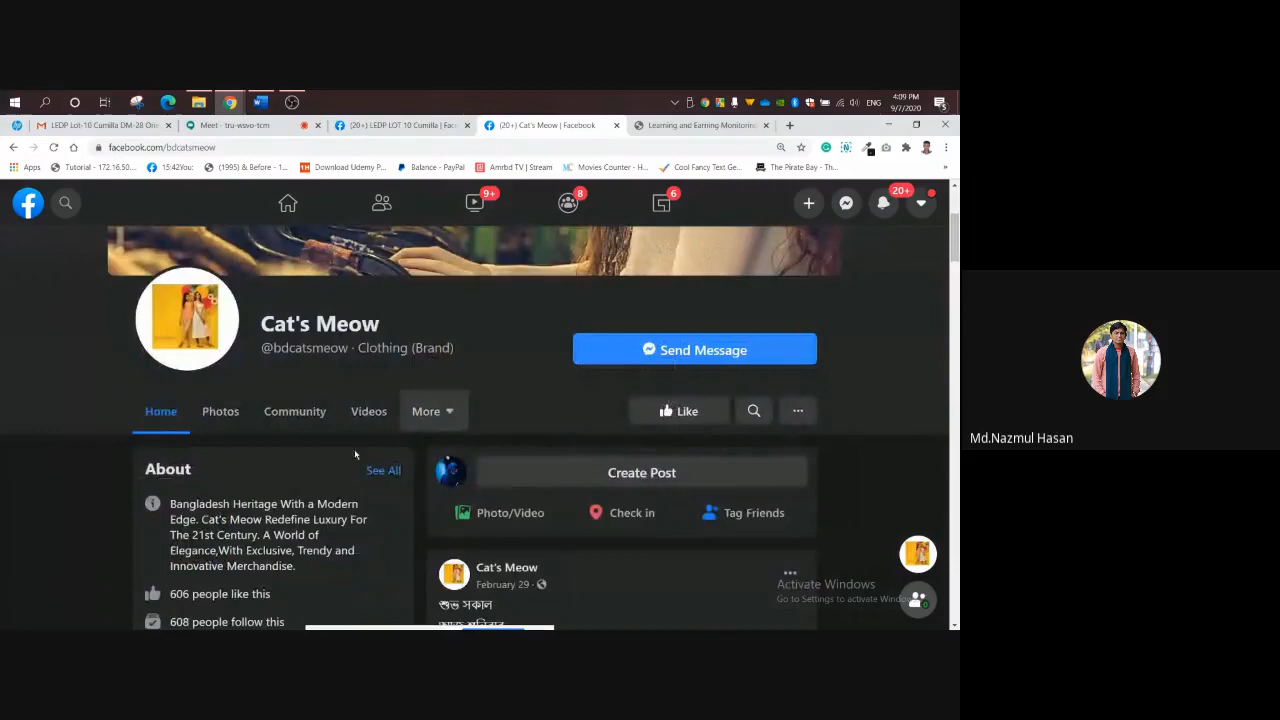 4:09 PM
ENG
9/7/2020
LEDP Lot-10 Cumilla DM-28 Orie
Meet - tru-wsvo-tcm
(20+) LEDP LOT 10 Cumilla | Fac
(20+) Cat's Meow | Facebook
Learning and Earning Monitorin
facebook.com/bdcatsmeow
Apps
Tutorial - 172.16.50...
15:42You:
(1995) & Before - 1...
Download Udemy P...
Balance - PayPal
Amrbd TV | Stream
Movies Counter - H...
Cool Fancy Text Ge...
The Pirate Bay - Th...
9+
8
6
20+
Cat's Meow
@bdcatsmeow · Clothing (Brand)
Send Message
Home
Photos
Community
Videos
More
Like
About
See All
Create Post
Bangladesh Heritage With a Modern
Edge. Cat's Meow Redefine Luxury For
The 21st Century. A World of
Elegance,With Exclusive, Trendy and
Innovative Merchandise.
Photo/Video
Check in
Tag Friends
606 people like this
608 people follow this
Cat's Meow
February 29
শুভ সকাল
Activate Windows
Go to Settings to activate Windo
Md.Nazmul Hasan